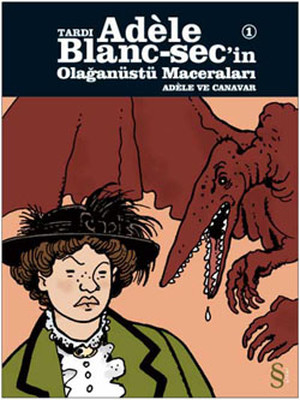 TARDI Adèle
Blanc-sec'in
1
Olağanüstü Maceraları
ADÈLE VE CANAVAR